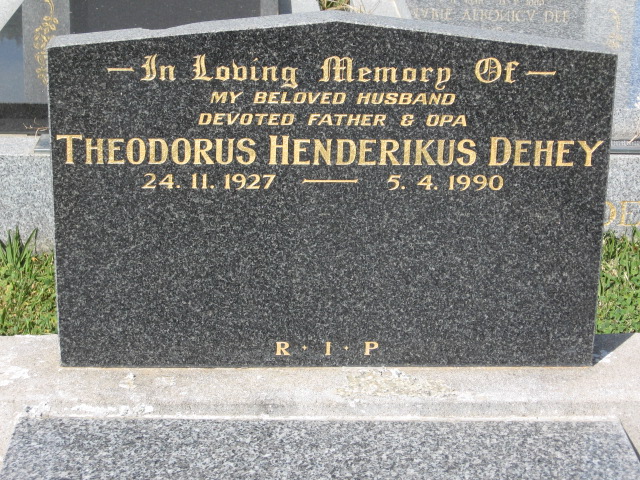 In Loving Memory Of
MY BELOVED HUSBAND
DEVOTED FATHER & OPA
THEODORUS HENDERIKUS DEHEY
24. 11. 1927 — 5. 4. 1990
R · I · P